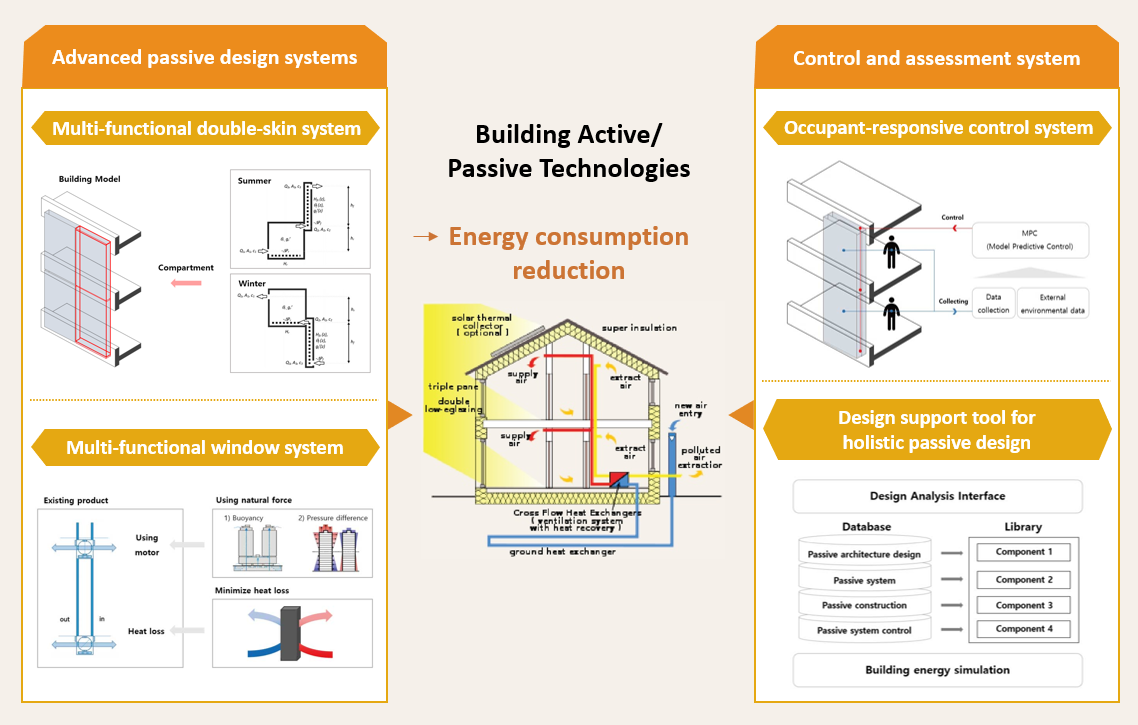 Advanced passive design systems
Multi-functional double-skin system
Building Model
Compartment
Summer
Winter
Multi-functional window system
Existing product
Using
motor
out
in
Heat loss
Using natural force
1) Buoyancy
2) Pressure difference
Minimize heat loss
Building Active/
Passive Technologies
Energy consumption
reduction
solar thermal
collector
[ optional ]
super insulation
supply
air
extract
air
triple pane
double
low-eglasing
new air
entry
supply
air
extract
air
polluted
air
extraction
Cross Flow Heat Exchangers
[ ventilation system
with heat recovery ]
ground heat exchanger
Control and assessment system
Occupant-responsive control system
Control
MPC
(Model Predictive Control)
Collecting
Data
collection
External
environmental data
Design support tool for
holistic passive design
Design Analysis Interface
Database
Library
Passive architecture design
Component 1
Passive system
Component 2
Passive construction
Component 3
Passive system control
Component 4
Building energy simulation